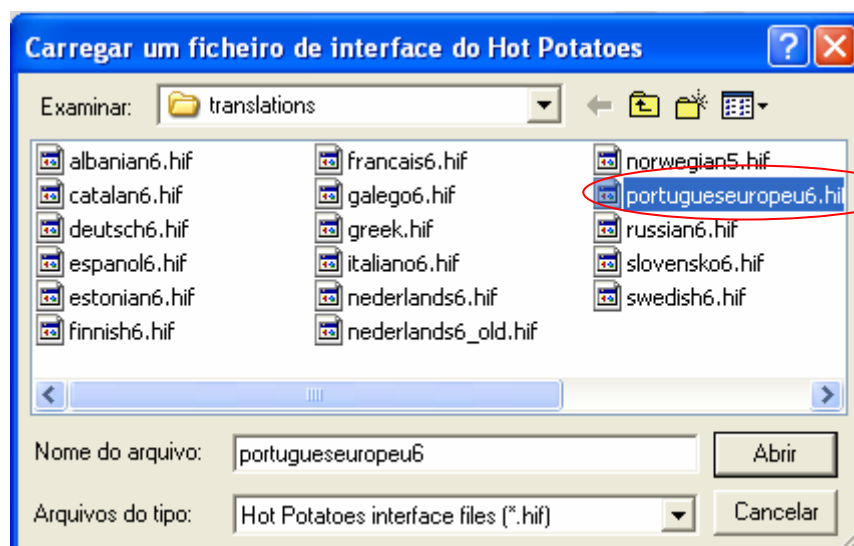 Carregar um ficheiro de interface do Hot Potatoes
Examinar: translations
albanian6.hif
catalan6.hif
deutsch6.hif
espanol6.hif
estonian6.hif
finnish6.hif
francais6.hif
galego6.hif
greek.hif
italiano6.hif
nederlands6.hif
nederlands6_old.hif
norwegian5.hif
portugueseuropeu6.hif
russian6.hif
slovensko6.hif
swedish6.hif
Nome do arquivo: portugueseuropeu6 Abrir
Arquivos do tipo: Hot Potatoes interface files (*.hif) Cancelar